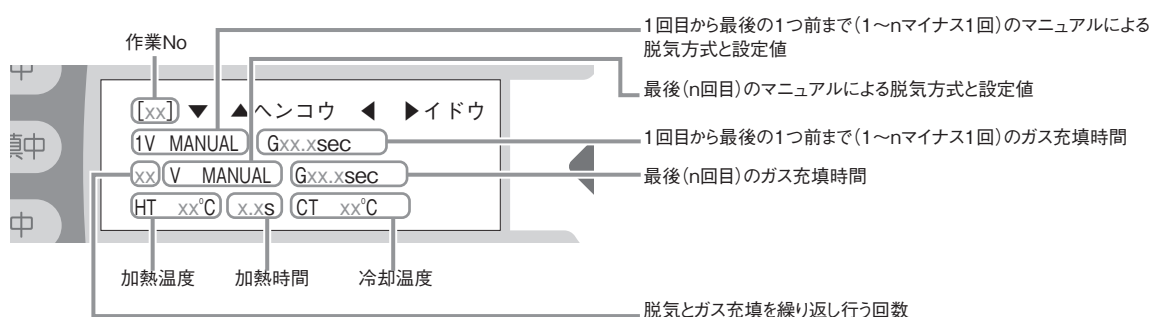 1回目から最後の1つ前まで（1〜nマイナス1回）のマニュアルによる
脱気方式と設定値
作業No
最後（n回目）のマニュアルによる脱気方式と設定値
中
[xx] ▼ ▲ヘンコウ ◀ ▶イドウ
1V MANUAL Gxx.xsec
1回目から最後の1つ前まで（1〜nマイナス1回）のガス充填時間
填中
xx V MANUAL Gxx.xsec
最後（n回目）のガス充填時間
HT xx°C x.xs CT xx°C
中
加熱温度 加熱時間 冷却温度
脱気とガス充填を繰り返し行う回数